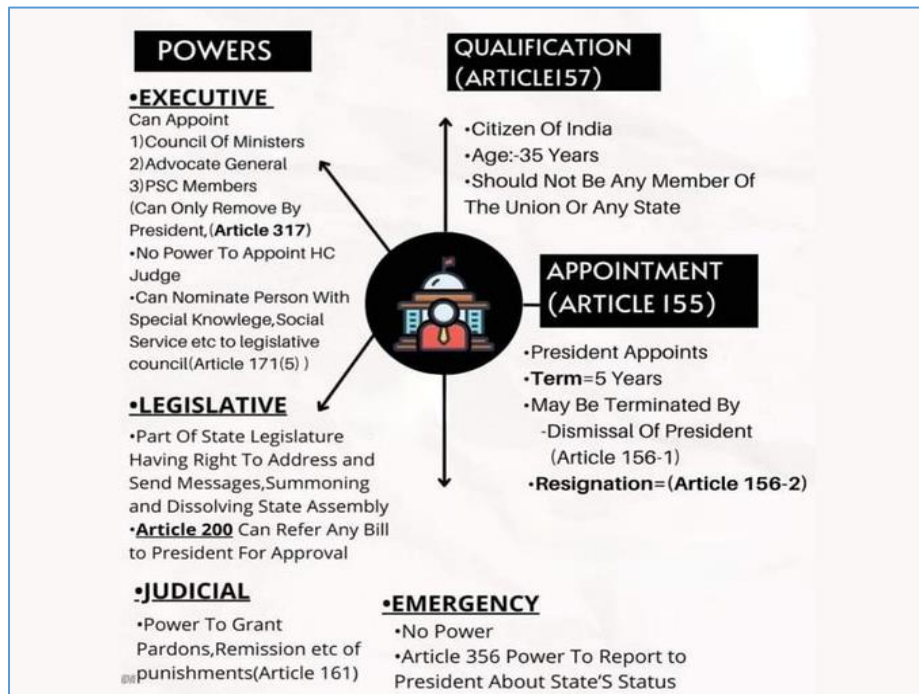 POWERS
•EXECUTIVE
Can Appoint
1)Council Of Ministers
2)Advocate General
3)PSC Members
(Can Only Remove By
President,(Article 317)
•No Power To Appoint HC
Judge
•Can Nominate Person With
Special Knowlege,Social
Service etc to legislative
council(Article 171(5) )
•LEGISLATIVE
•Part Of State Legislature
Having Right To Address and
Send Messages,Summoning
and Dissolving State Assembly
•Article 200 Can Refer Any Bill
to President For Approval
•JUDICIAL
•Power To Grant
Pardons,Remission etc of
punishments(Article 161)
QUALIFICATION
(ARTICLE157)
•Citizen Of India
•Age:-35 Years
•Should Not Be Any Member Of
The Union Or Any State
APPOINTMENT
(ARTICLE 155)
•President Appoints
•Term=5 Years
•May Be Terminated By
-Dismissal Of President
(Article 156-1)
•Resignation=(Article 156-2)
•EMERGENCY
•No Power
•Article 356 Power To Report to
President About State'S Status